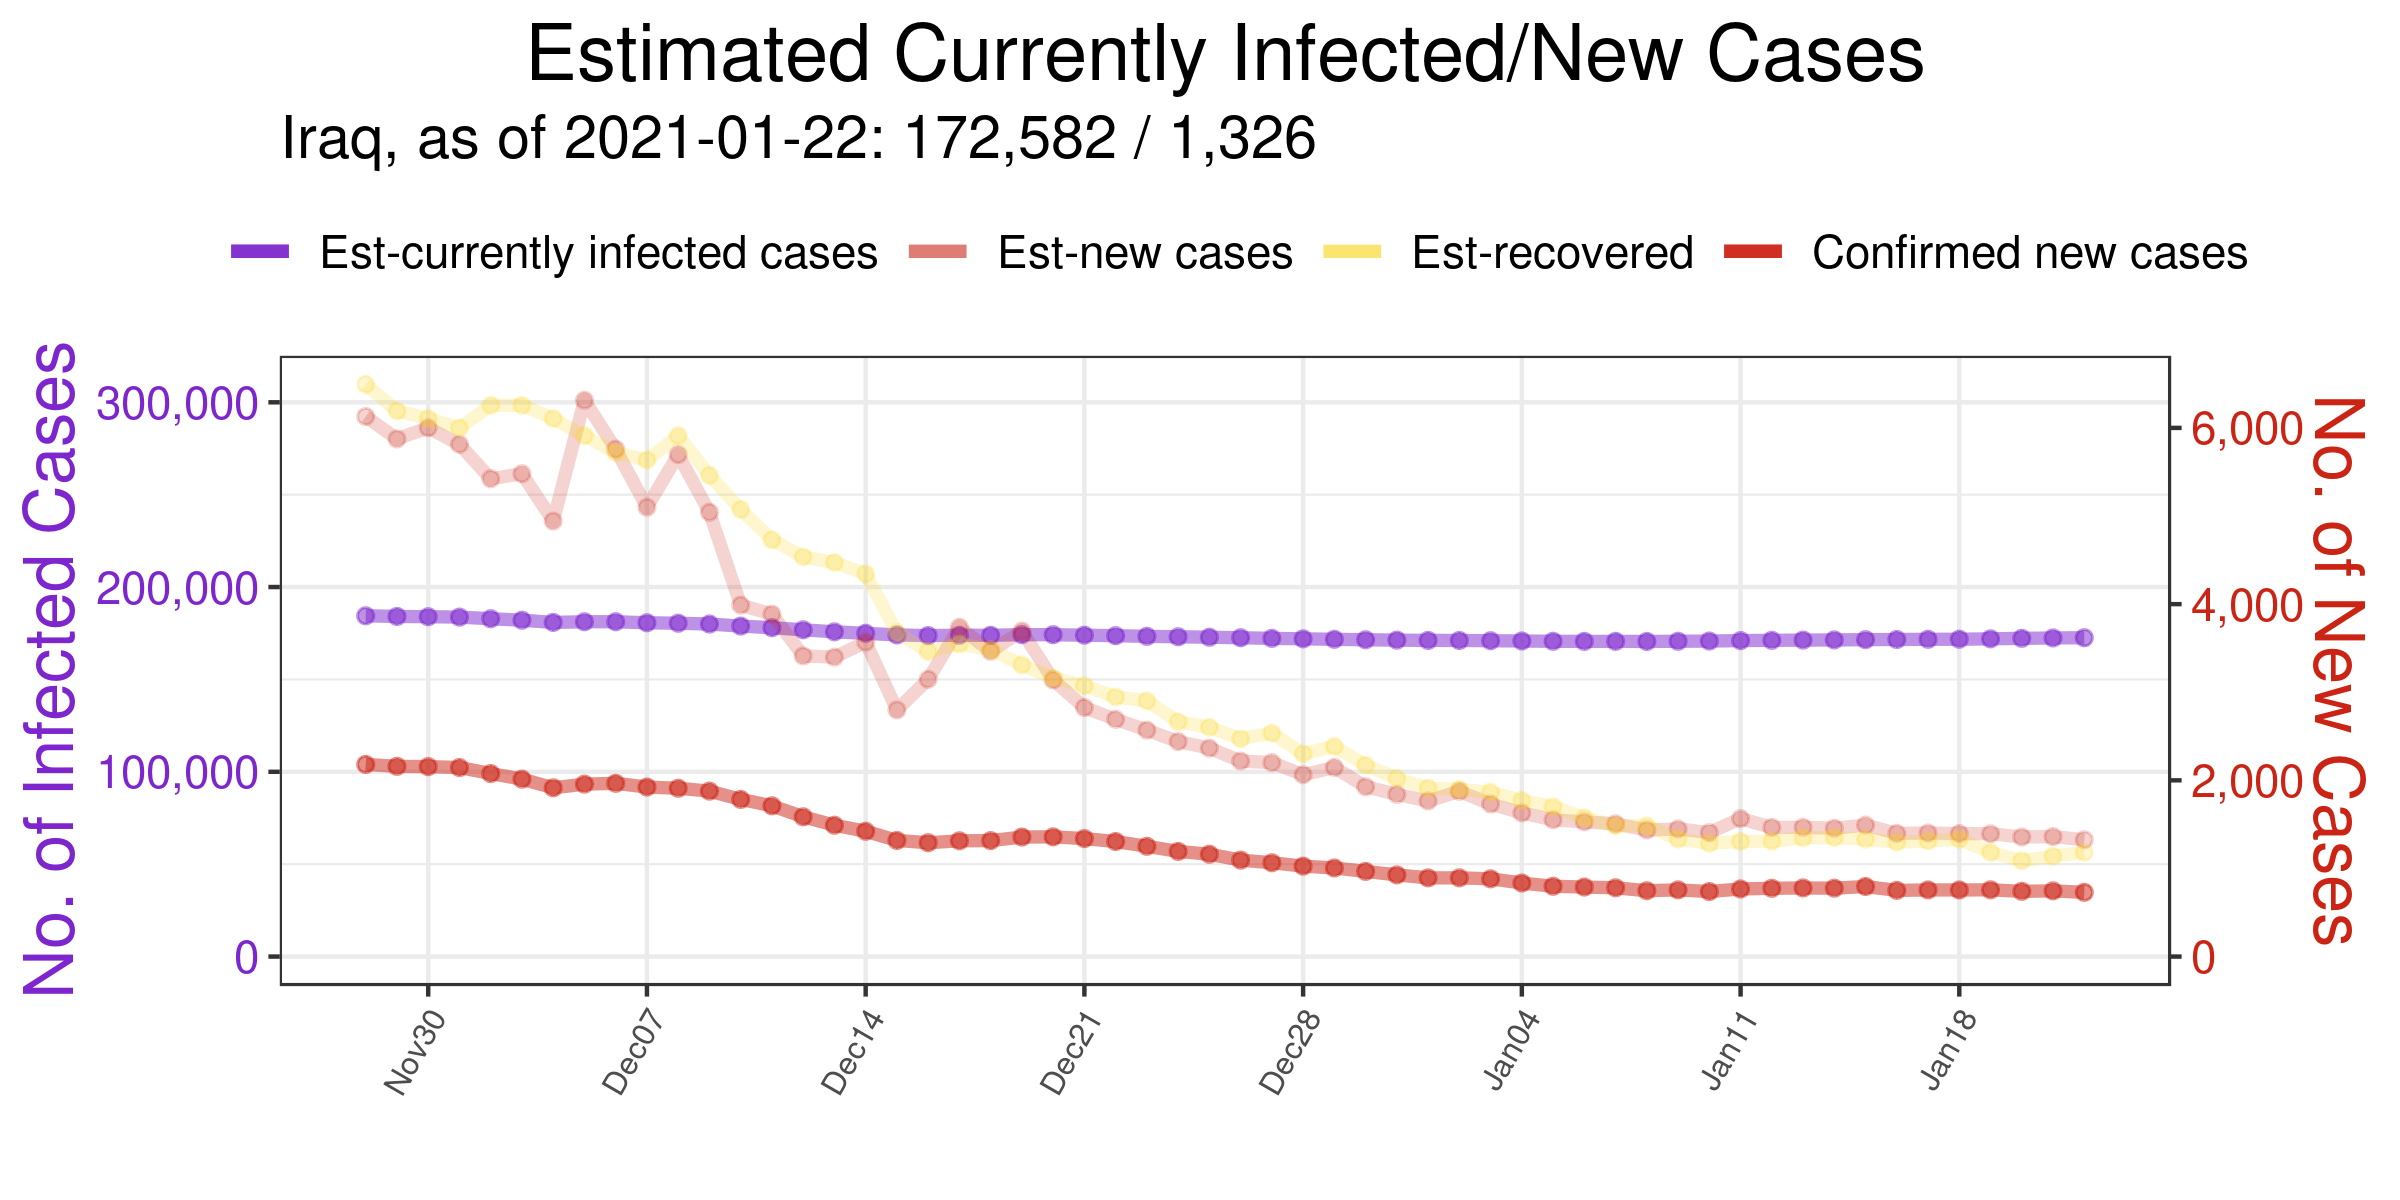 Estimated Currently Infected/New Cases
Iraq, as of 2021-01-22: 172,582 / 1,326
Est-currently infected cases Est-new cases Est-recovered Confirmed new cases
No. of Infected Cases
300,000
200,000
100,000
0
6,000
4,000
2,000
0
No. of New Cases
Nov30 Dec07 Dec14 Dec21 Dec28 Jan04 Jan11 Jan18